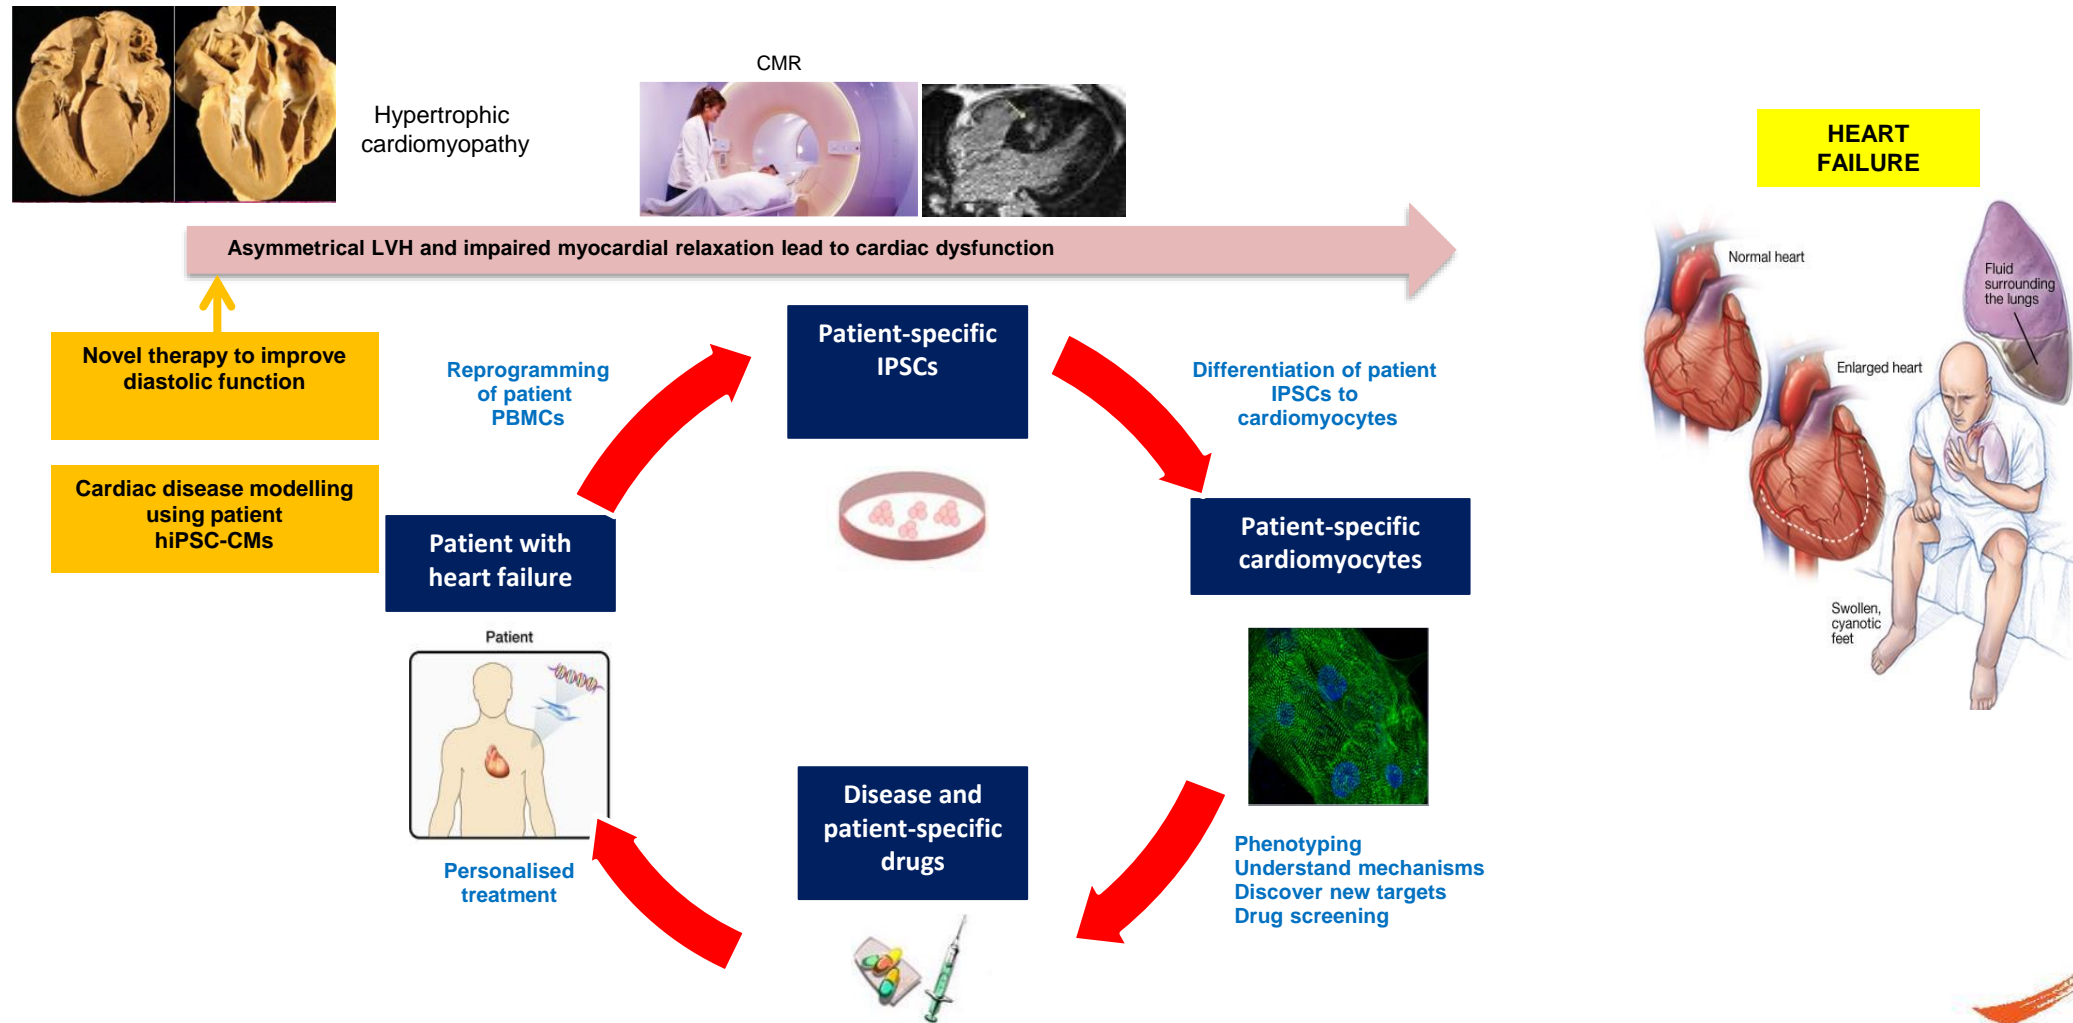 Hypertrophic
cardiomyopathy
CMR
HEART
FAILURE
Asymmetrical LVH and impaired myocardial relaxation lead to cardiac dysfunction
Novel therapy to improve
diastolic function
Cardiac disease modelling
using patient
hiPSC-CMs
Reprogramming
of patient
PBMCs
Patient-specific
IPSCs
Differentiation of patient
IPSCs to
cardiomyocytes
Patient with
heart failure
Patient-specific
cardiomyocytes
Patient
Disease and
patient-specific
drugs
Personalised
treatment
Phenotyping
Understand mechanisms
Discover new targets
Drug screening
Normal heart
Fluid
surrounding
the lungs
Enlarged heart
Swollen,
cyanotic
feet